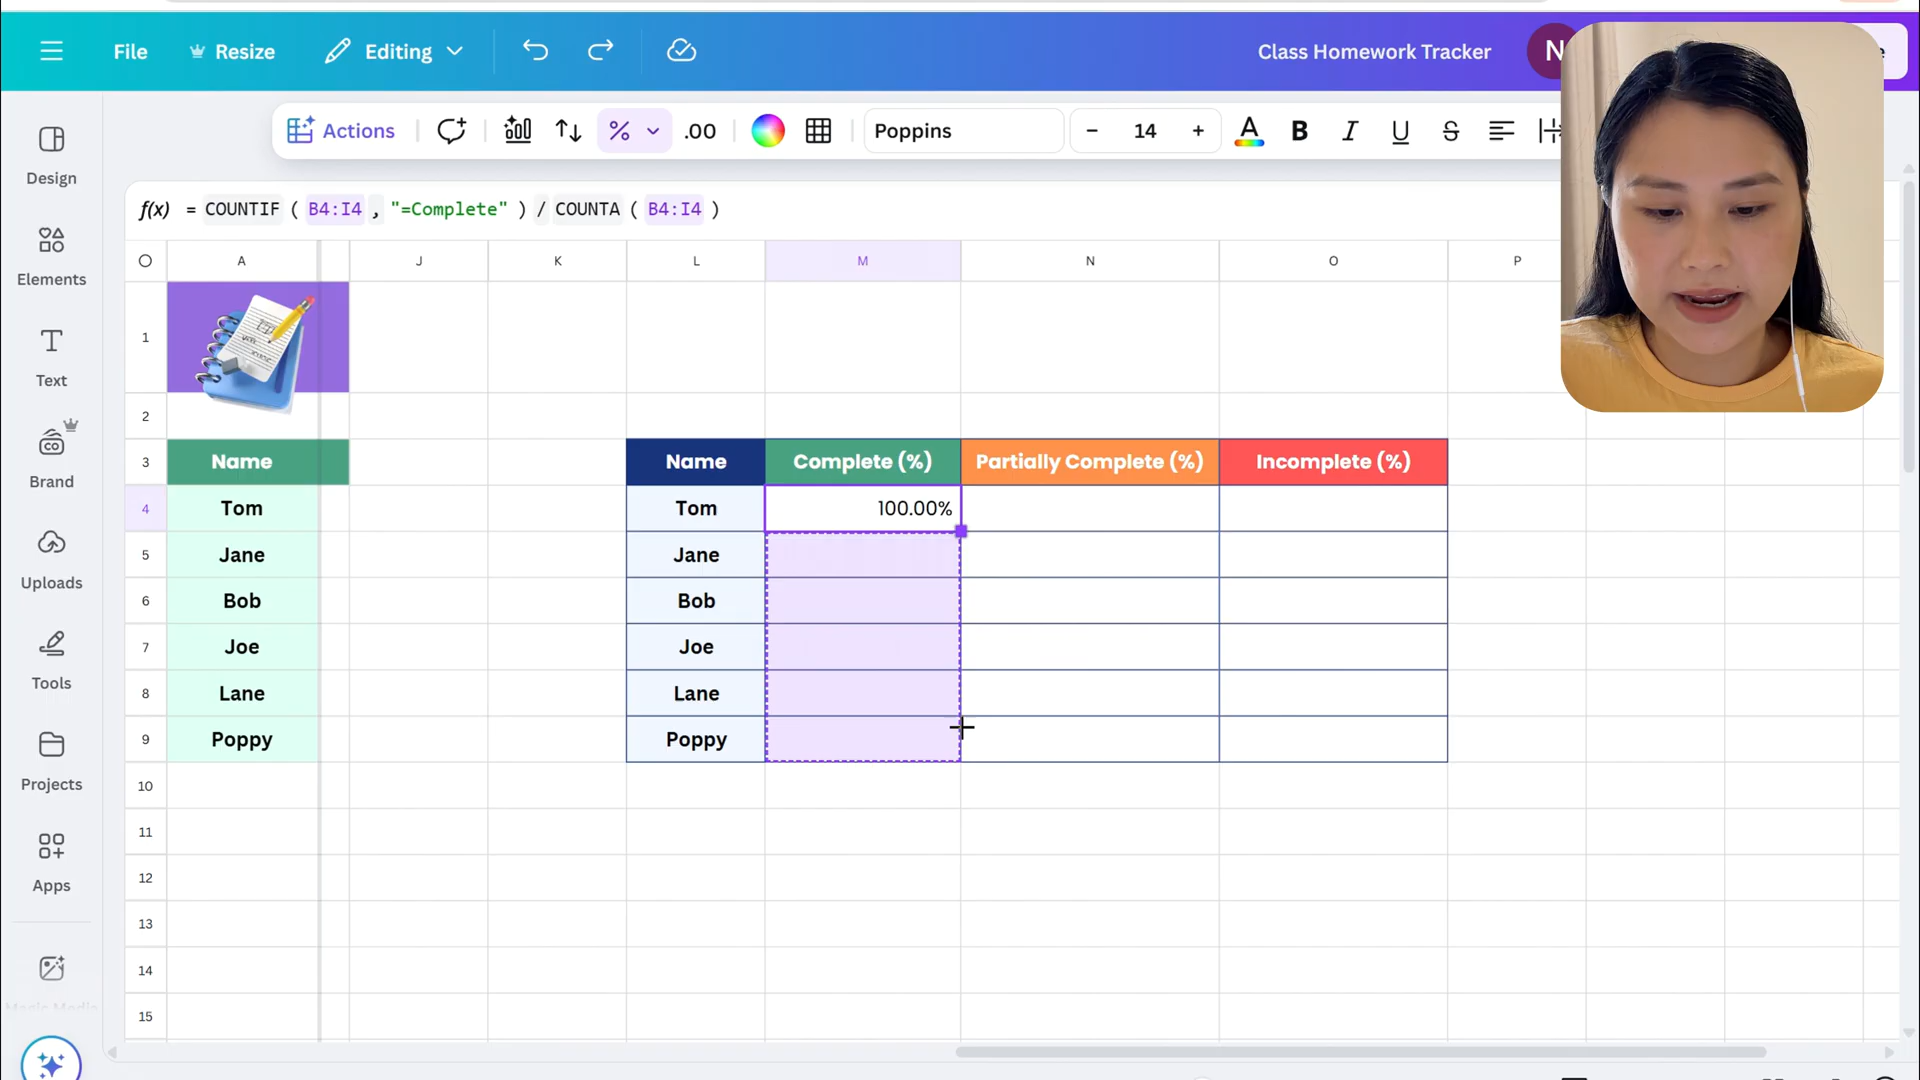 File
Resize
Editing
Class Homework Tracker
N
Actions
%
.00
Poppins
− 14 +
A
B
I
U
S
Design
Elements
Text
Brand
Uploads
Tools
Projects
Apps
f(x) = COUNTIF ( B4:I4 , "=Complete" ) / COUNTA ( B4:I4 )
A J K L M N O P
1
2
3 Name Name Complete (%) Partially Complete (%) Incomplete (%)
4 Tom Tom 100.00%
5 Jane Jane
6 Bob Bob
7 Joe Joe
8 Lane Lane
9 Poppy Poppy
10
11
12
13
14
15